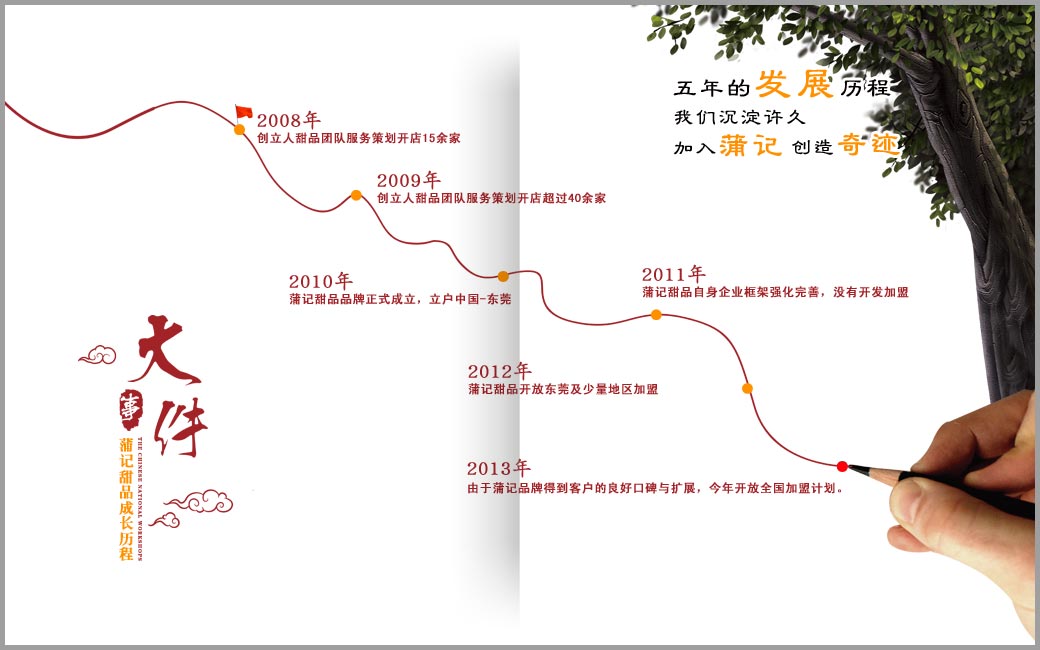 五年的发展历程
我们沉淀许久
加入蒲记 创造奇迹
2008年
创立人甜品团队服务策划开店15余家
2009年
创立人甜品团队服务策划开店超过40余家
2010年
蒲记甜品品牌正式成立，立户中国-东莞
2011年
蒲记甜品自身企业框架强化完善，没有开发加盟
2012年
蒲记甜品开放东莞及少量地区加盟
2013年
由于蒲记品牌得到客户的良好口碑与扩展，今年开放全国加盟计划。
大事件
蒲记甜品成长历程
THE CHINESE NATIONAL WORKSHOPS